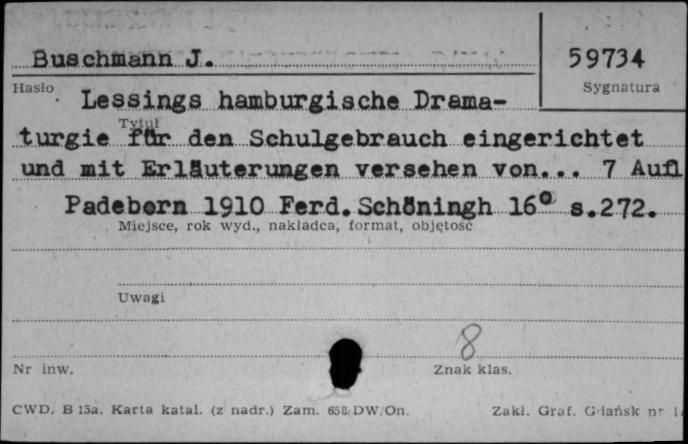 Buschmann J.
59734
Hasło
Sygnatura
Lessings hamburgische Drama-
Tytuł
turgie für den Schulgebrauch eingerichtet
und mit Erläuterungen versehen von... 7 Aufl
Padeborn 1910 Ferd. Schöningh 16° s.272.
Miejsce, rok wyd., nakładca, format, objętość
Uwagi
8
Nr inw.
Znak klas.
CWD. B 15a. Karta katal. (z nadr.) Zam. 658/DW/On.
Zakł. Graf. Gdańsk nr